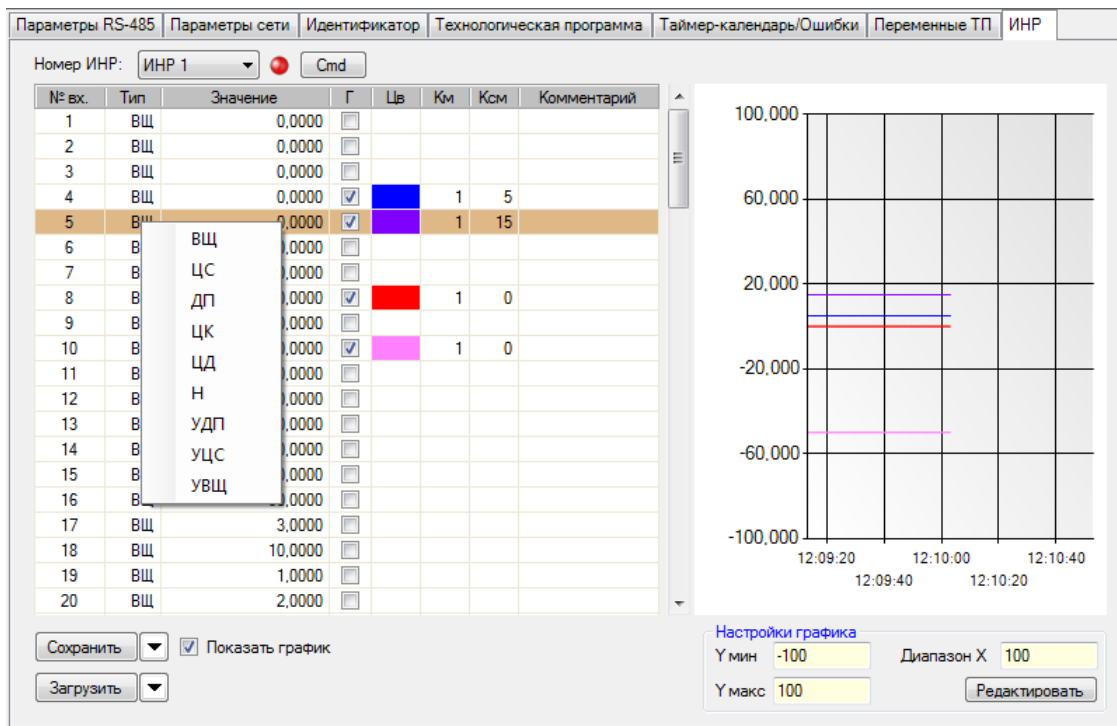 Параметры RS-485 Параметры сети Идентификатор Технологическая программа Таймер-календарь/Ошибки Переменные ТП ИНР
Номер ИНР: ИНР 1 Cmd
№ вх. Тип Значение Г Цв Км Ксм Комментарий
1 ВЩ 0,0000
2 ВЩ 0,0000
3 ВЩ 0,0000
4 ВЩ 0,0000 1 5
5 0,0000 1 15
6
7
8 1 0
9
10 1 0
11
12
13
14
15
16
17 ВЩ 3,0000
18 ВЩ 10,0000
19 ВЩ 1,0000
20 ВЩ 2,0000
ВЩ
ЦС
ДП
ЦК
ЦД
Н
УДП
УЦС
УВЩ
100,000
60,000
20,000
-20,000
-60,000
-100,000
12:09:20 12:10:00 12:10:40
12:09:40 12:10:20
Сохранить Показать график
Загрузить
Настройки графика
Y мин -100 Диапазон X 100
Y макс 100 Редактировать